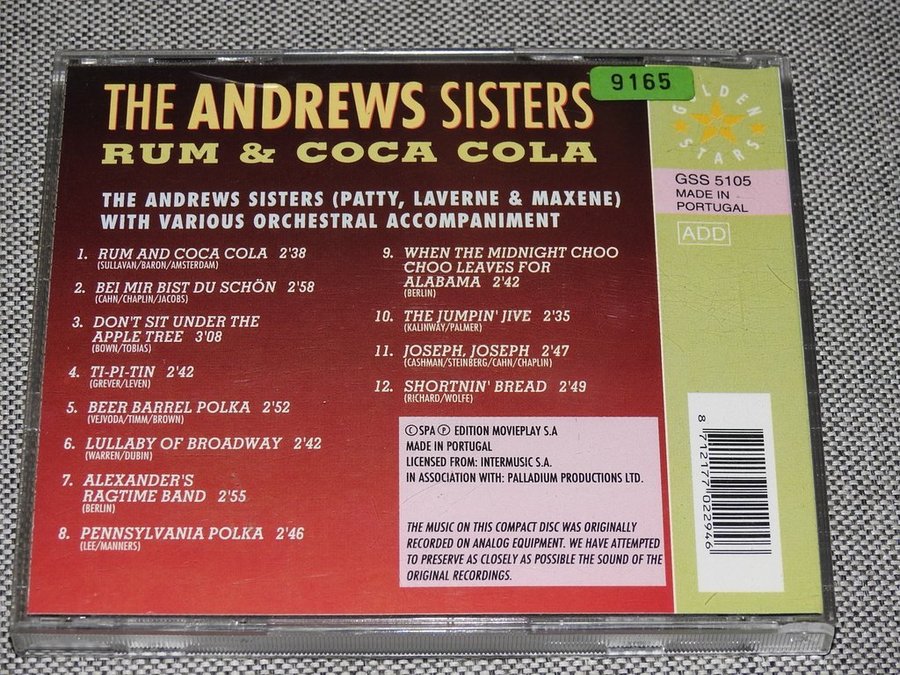 THE ANDREWS SISTERS
RUM & COCA COLA
THE ANDREWS SISTERS (PATTY, LAVERNE & MAXENE)
WITH VARIOUS ORCHESTRAL ACCOMPANIMENT
1. RUM AND COCA COLA 2'38
(SULLAVAN/BARON/AMSTERDAM)
2. BEI MIR BIST DU SCHÖN 2'58
(CAHN/CHAPLIN/JACOBS)
3. DON'T SIT UNDER THE
APPLE TREE 3'08
(BOWN/TOBIAS)
4. TI-PI-TIN 2'42
(GREVER/LEVEN)
5. BEER BARREL POLKA 2'52
(VEJVODA/TIMM/BROWN)
6. LULLABY OF BROADWAY 2'42
(WARREN/DUBIN)
7. ALEXANDER'S
RAGTIME BAND 2'55
(BERLIN)
8. PENNSYLVANIA POLKA 2'46
(LEE/MANNERS)
9. WHEN THE MIDNIGHT CHOO
CHOO LEAVES FOR
ALABAMA 2'42
(BERLIN)
10. THE JUMPIN' JIVE 2'35
(KALINWAY/PALMER)
11. JOSEPH, JOSEPH 2'47
(CASHMAN/STEINBERG/CAHN/CHAPLIN)
12. SHORTNIN' BREAD 2'49
(RICHARD/WOLFE)
©SPA ℗ EDITION MOVIEPLAY S.A
MADE IN PORTUGAL
LICENSED FROM: INTERMUSIC S.A.
IN ASSOCIATION WITH: PALLADIUM PRODUCTIONS LTD.
THE MUSIC ON THIS COMPACT DISC WAS ORIGINALLY
RECORDED ON ANALOG EQUIPMENT. WE HAVE ATTEMPTED
TO PRESERVE AS CLOSELY AS POSSIBLE THE SOUND OF THE
ORIGINAL RECORDINGS.
9165
GOLDEN
STARS
GSS 5105
MADE IN
PORTUGAL
ADD
8 712177 022946